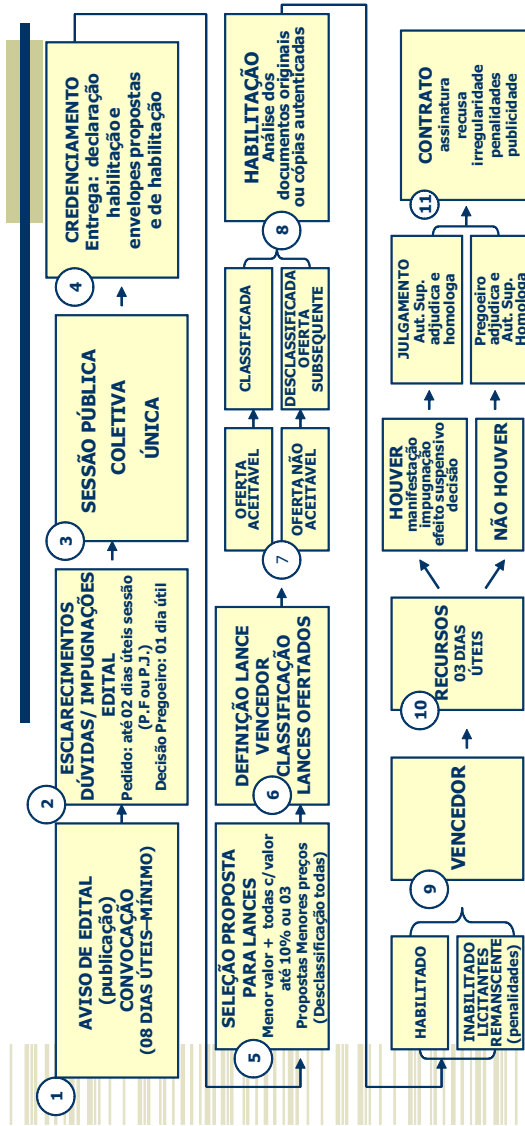 1
AVISO DE EDITAL
(publicação)
CONVOCAÇÃO
(08 DIAS ÚTEIS–MÍNIMO)
2
ESCLARECIMENTOS
DÚVIDAS/ IMPUGNAÇÕES
EDITAL
Pedido: até 02 dias úteis sessão
(P.F ou P.J.)
Decisão Pregoeiro: 01 dia útil
3
SESSÃO PÚBLICA
COLETIVA
ÚNICA
4
CREDENCIAMENTO
Entrega: declaração
habilitação e
envelopes propostas
e de habilitação
5
SELEÇÃO PROPOSTA
PARA LANCES
Menor valor + todas c/valor
até 10% ou 03
Propostas Menores preços
(Desclassificação todas)
6
DEFINIÇÃO LANCE
VENCEDOR
CLASSIFICAÇÃO
LANCES OFERTADOS
7
OFERTA
ACEITÁVEL
OFERTA NÃO
ACEITÁVEL
CLASSIFICADA
DESCLASSIFICADA
OFERTA
SUBSEQUENTE
8
HABILITAÇÃO
Análise dos
documentos originais
ou cópias autenticadas
HABILITADO
INABILITADO
LICITANTES
REMANSCENTE
(penalidades)
9
VENCEDOR
10
RECURSOS
03 DIAS
ÚTEIS
HOUVER
manifestação
impugnação
efeito suspensivo
decisão
NÃO HOUVER
JULGAMENTO
Aut. Sup.
adjudica e
homologa
Pregoeiro
adjudica e
Aut. Sup.
Homologa
11
CONTRATO
assinatura
recusa
irregularidade
penalidades
publicidade